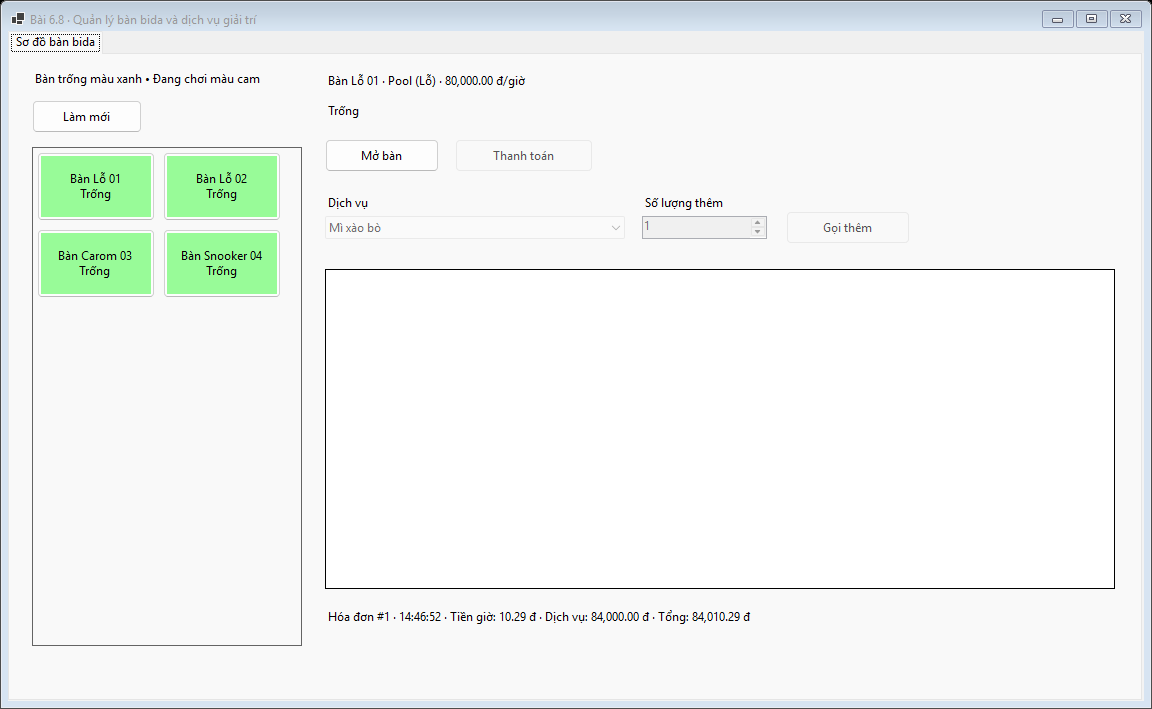 Bài 6.8 · Quản lý bàn bida và dịch vụ giải trí
Sơ đồ bàn bida
Bàn trống màu xanh • Đang chơi màu cam
Làm mới
Bàn Lỗ 01
Trống
Bàn Lỗ 02
Trống
Bàn Carom 03
Trống
Bàn Snooker 04
Trống
Bàn Lỗ 01 · Pool (Lỗ) · 80,000.00 đ/giờ
Trống
Mở bàn
Thanh toán
Dịch vụ
Số lượng thêm
Mì xào bò
1
Gọi thêm
Hóa đơn #1 · 14:46:52 · Tiền giờ: 10.29 đ · Dịch vụ: 84,000.00 đ · Tổng: 84,010.29 đ